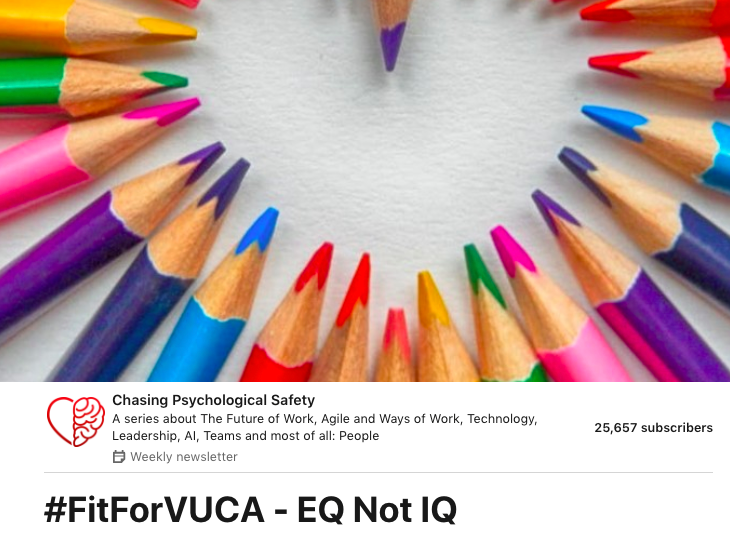 Chasing Psychological Safety
A series about The Future of Work, Agile and Ways of Work, Technology,
Leadership, AI, Teams and most of all: People
25,657 subscribers
Weekly newsletter
#FitForVUCA - EQ Not IQ